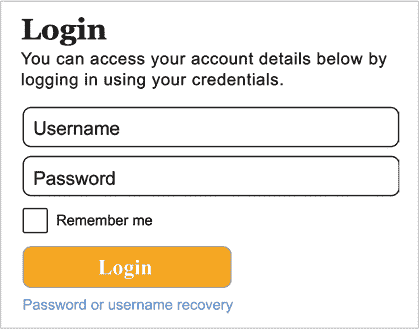 Login
You can access your account details below by
logging in using your credentials.
Username
Password
Remember me
Login
Password or username recovery